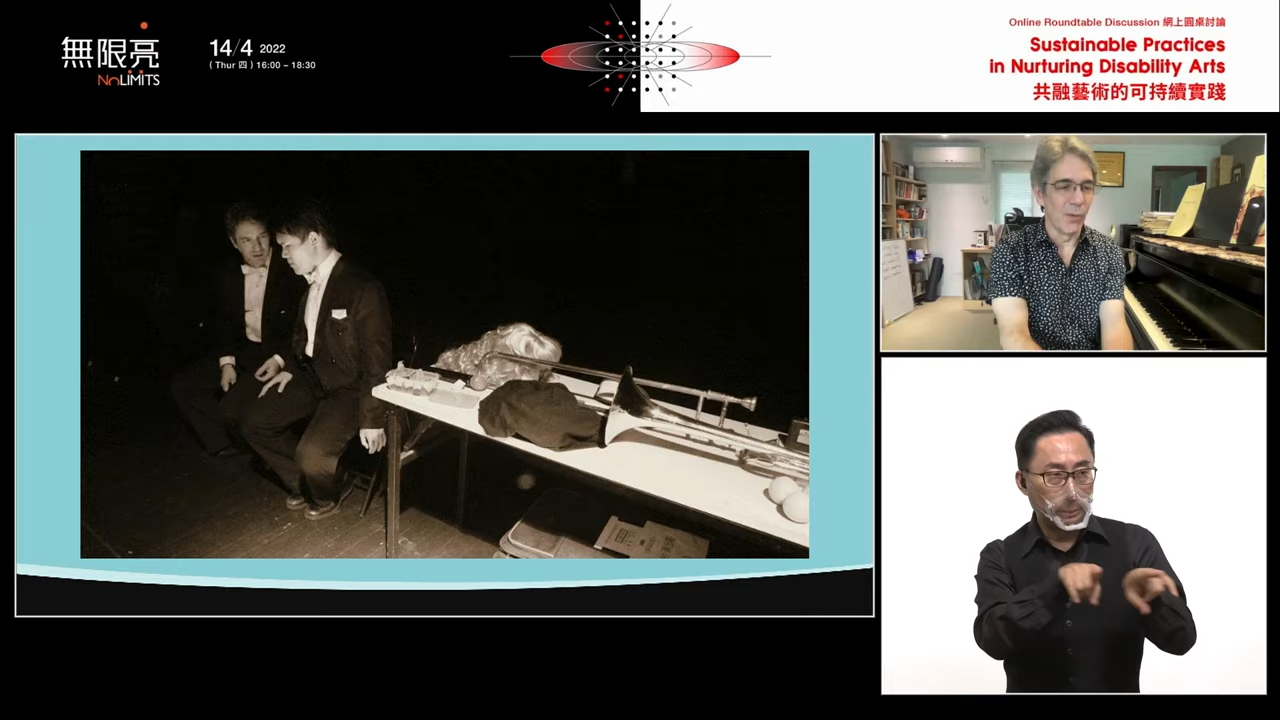 無限亮
NoLIMITS
14/4 2022
( Thur 四 ) 16:00 – 18:30
Online Roundtable Discussion 網上圓桌討論
Sustainable Practices
in Nurturing Disability Arts
共融藝術的可持續實踐